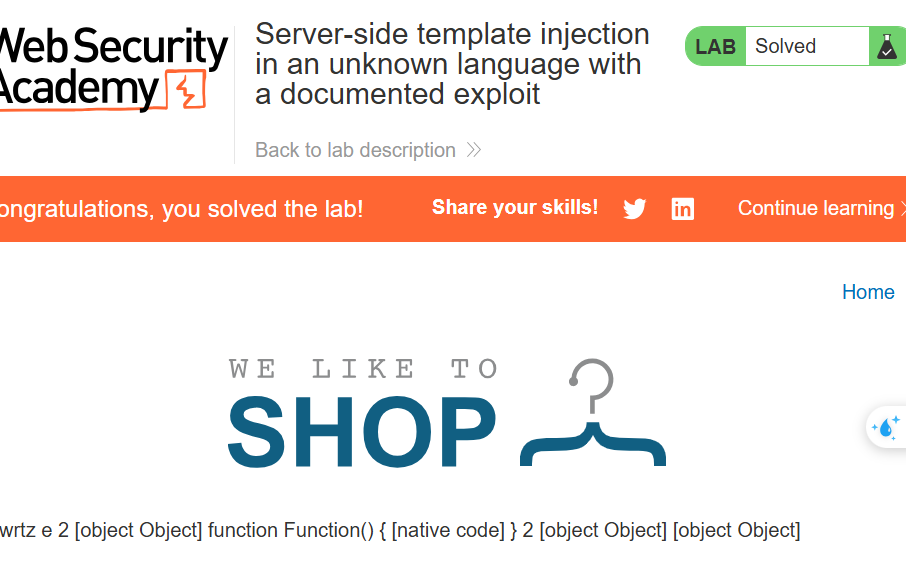 Web Security
Academy
Server-side template injection
in an unknown language with
a documented exploit
Back to lab description
LAB Solved
ongratulations, you solved the lab!
Share your skills!
Continue learning
Home
WE LIKE TO
SHOP
wrtz e 2 [object Object] function Function() { [native code] } 2 [object Object] [object Object]